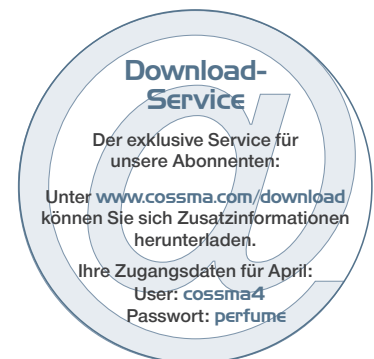 Download-
Service
Der exklusive Service für
unsere Abonnenten:
Unter www.cossma.com/download
können Sie sich Zusatzinformationen
herunterladen.
Ihre Zugangsdaten für April:
User: cossma4
Passwort: perfume